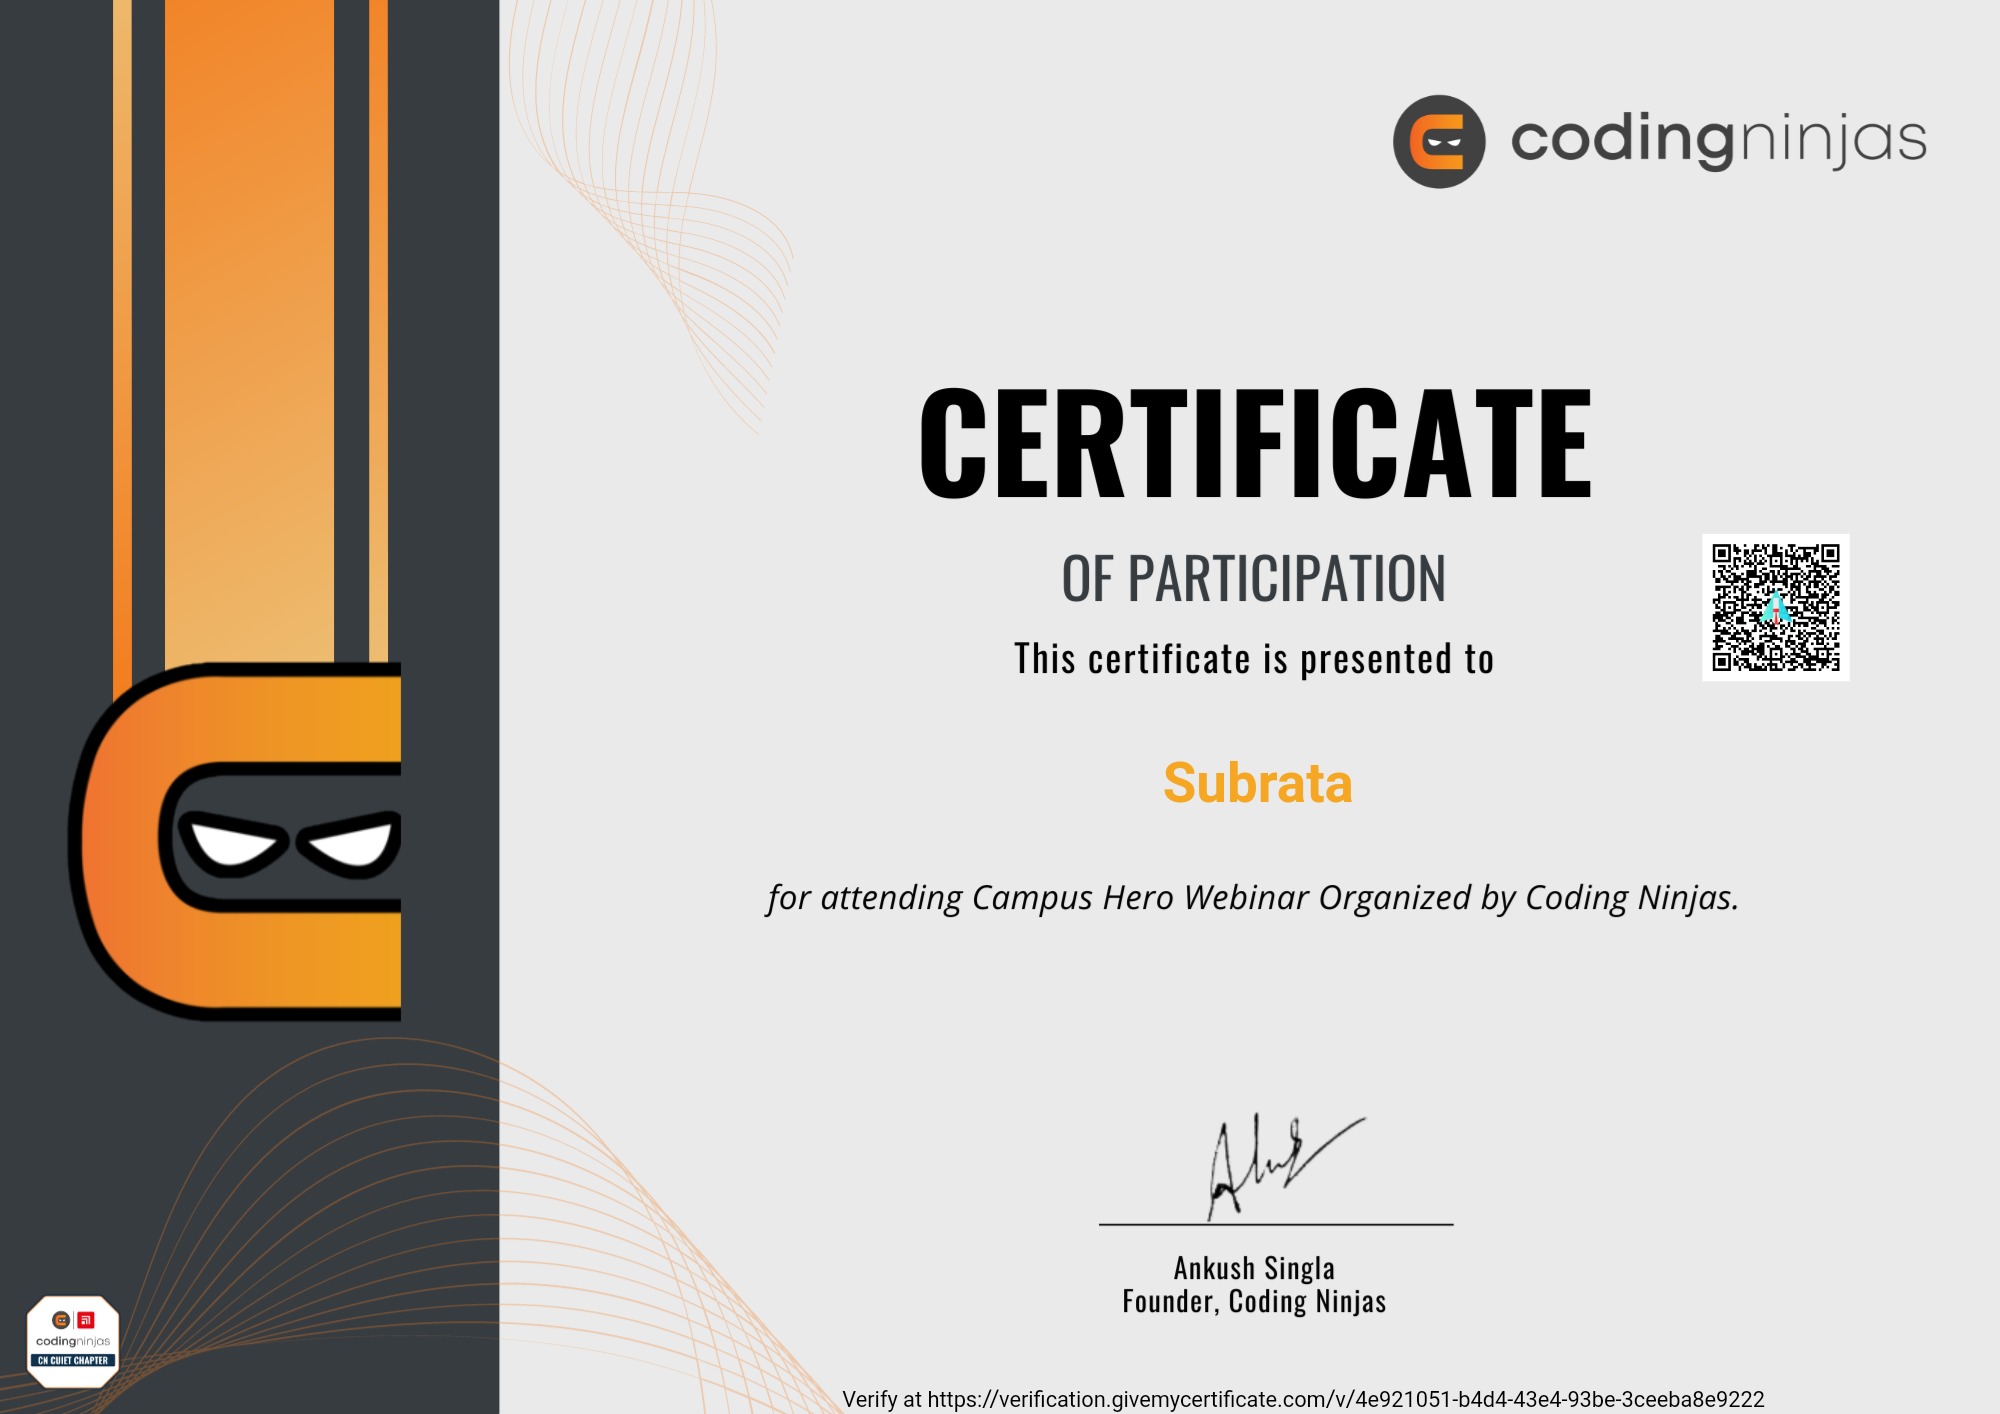 codingninjas
CERTIFICATE
OF PARTICIPATION
This certificate is presented to
Subrata
for attending Campus Hero Webinar Organized by Coding Ninjas.
Ankush Singla
Founder, Coding Ninjas
codingninjas
CN CUIET CHAPTER
Verify at https://verification.givemycertificate.com/v/4e921051-b4d4-43e4-93be-3ceeba8e9222